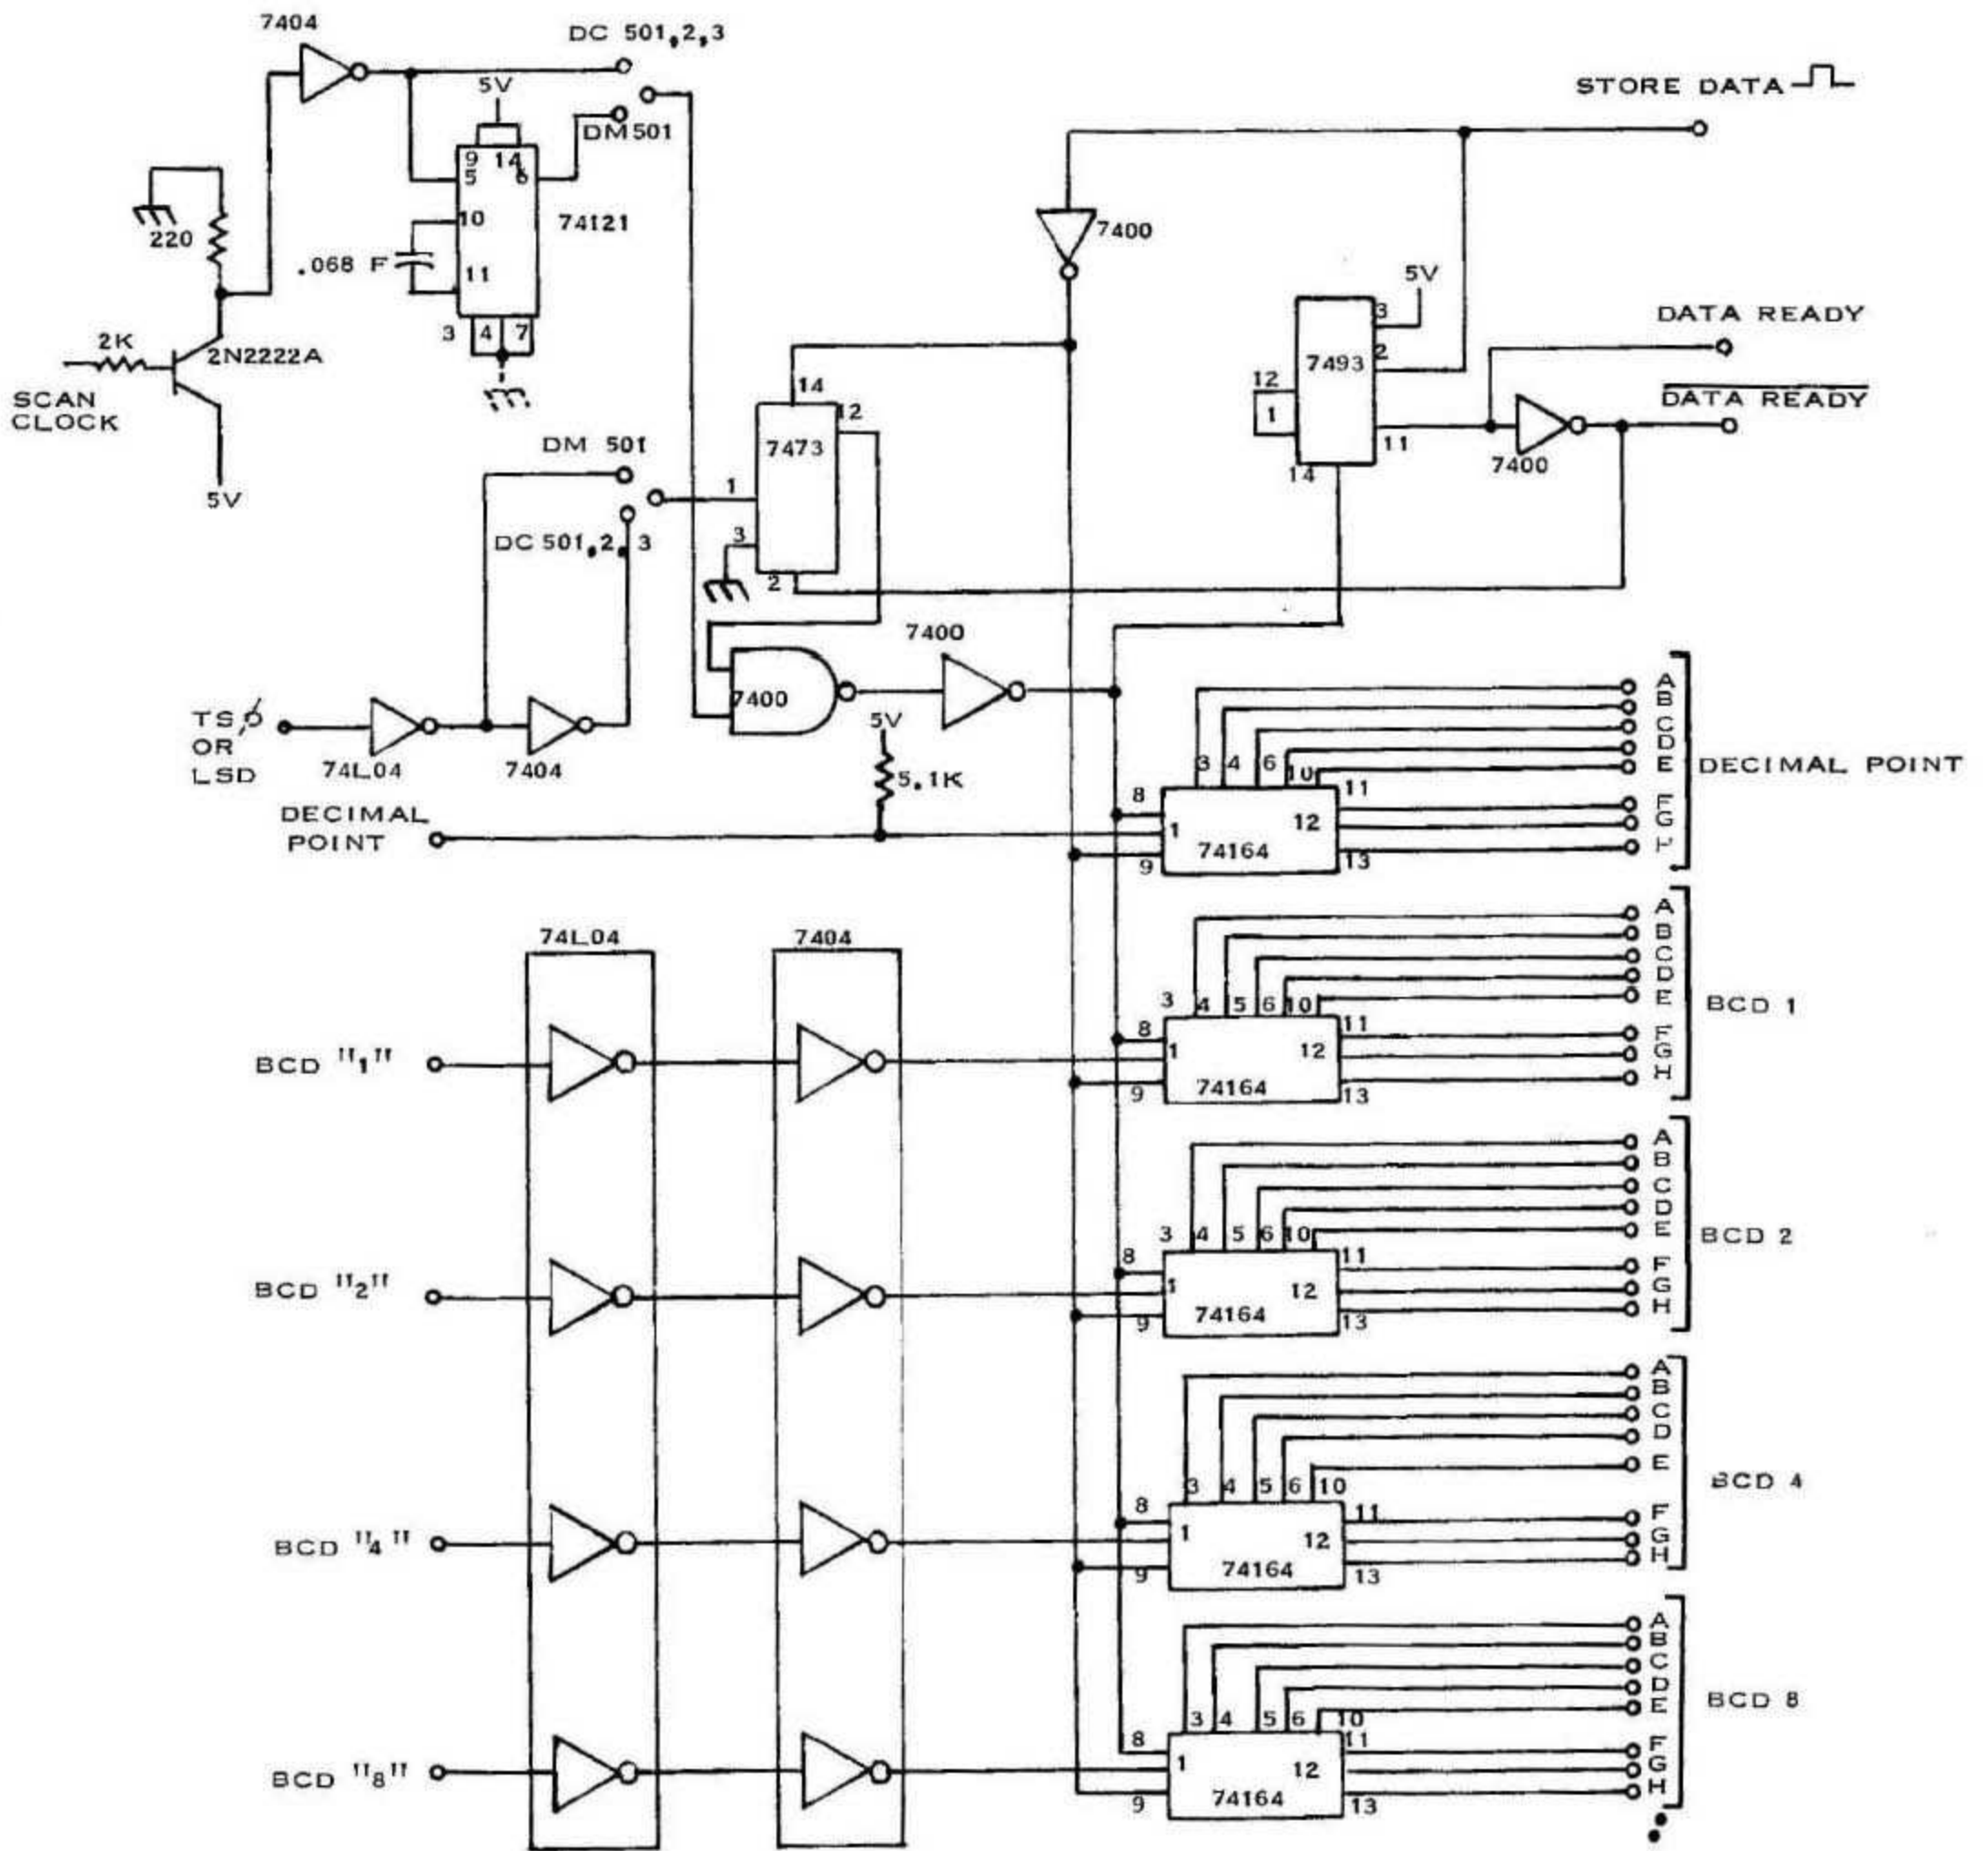 7404
DC 501,2,3
5V
DM501
9 14
5 6
10
11
74121
.068 F
3 4 7
220
2K
2N2222A
SCAN
CLOCK
5V
STORE DATA
7400
5V
3
2
7493
12
1
11
14
DATA READY
DATA READY
7400
14
12
7473
1
3
2
DM 501
DC 501,2,3
7400
7400
TS∅
OR
LSD
74L04
7404
5V
5.1K
DECIMAL
POINT
3 4 6 10 11
8
1
9
12
74164
13
A
B
C
D
E
F
G
DECIMAL POINT
74L04
7404
BCD "1"
3 4 5 6 10 11
8
1
9
12
74164
13
A
B
C
D
E
F
G
H
BCD 1
BCD "2"
3 4 5 6 10 11
8
1
9
12
74164
13
A
B
C
D
E
F
G
H
BCD 2
BCD "4"
3 4 5 6 10 11
8
1
9
12
74164
13
A
B
C
D
E
F
G
H
BCD 4
BCD "8"
3 4 5 6 10 11
8
1
9
12
74164
13
A
B
C
D
E
F
G
H
BCD 8